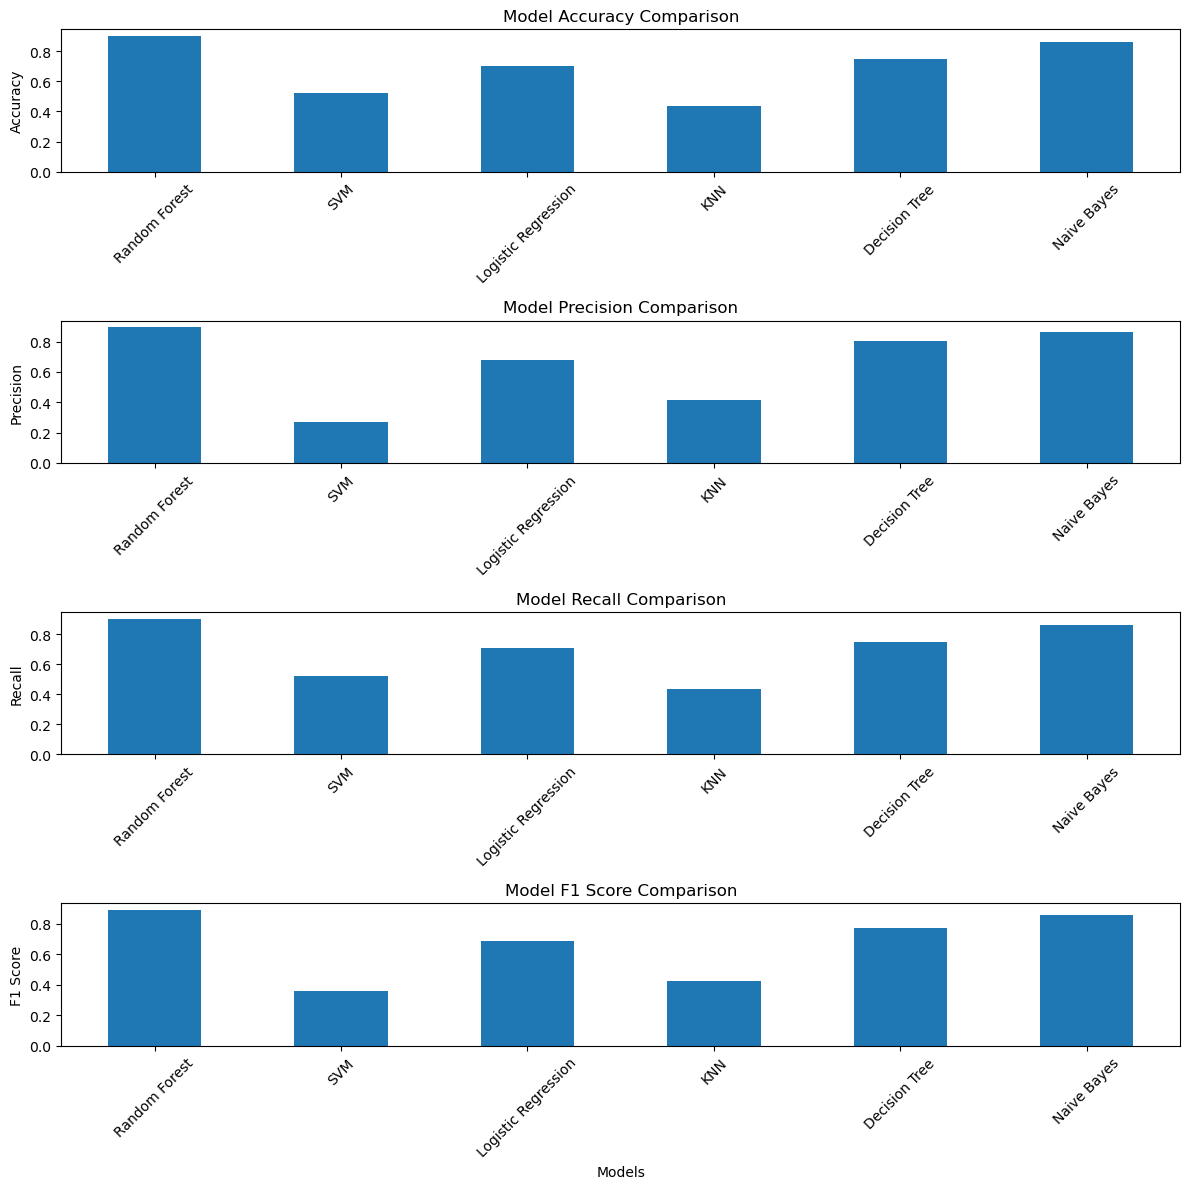 Model Accuracy Comparison
Accuracy
0.8
0.6
0.4
0.2
0.0
Random Forest
SVM
Logistic Regression
KNN
Decision Tree
Naive Bayes
Model Precision Comparison
Precision
0.8
0.6
0.4
0.2
0.0
Random Forest
SVM
Logistic Regression
KNN
Decision Tree
Naive Bayes
Model Recall Comparison
Recall
0.8
0.6
0.4
0.2
0.0
Random Forest
SVM
Logistic Regression
KNN
Decision Tree
Naive Bayes
Model F1 Score Comparison
F1 Score
0.8
0.6
0.4
0.2
0.0
Random Forest
SVM
Logistic Regression
KNN
Decision Tree
Naive Bayes
Models